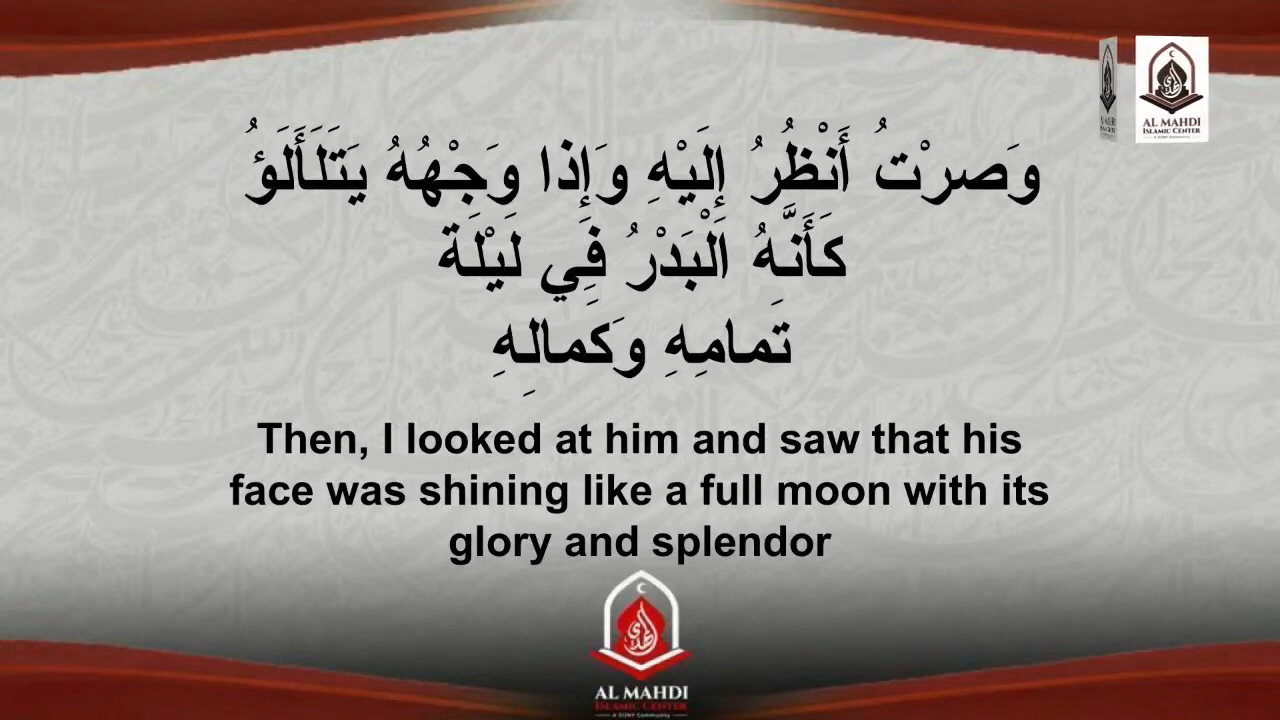 AL MAHDI
ISLAMIC CENTER
وَصرْتُ أَنْظُرُ إِلَيْهِ وَإِذا وَجْهُهُ يَتَلَأَلَؤُ
كَأَنَّهُ الْبَدْرُ فِي لَيْلَةَ
تَمامِهِ وَكَمالِهِ
Then, I looked at him and saw that his
face was shining like a full moon with its
glory and splendor
AL MAHDI
ISLAMIC CENTER